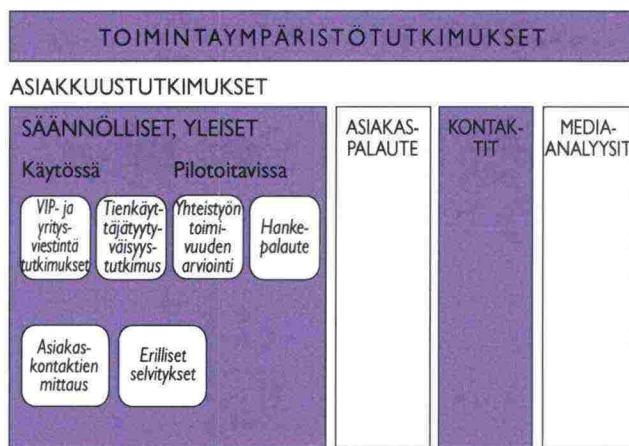 TOIMINTAYMPÄRISTÖTUTKIMUKSET
ASIAKKUUSTUTKIMUKSET
SÄÄNNÖLLISET, YLEISET
Käytössä
Pilotoitavissa
VIP- ja
yritys-
viestintä
tutkimukset
Tienkäyt-
täjätyyty-
väisyys-
tutkimus
Yhteistyön
toimi-
vuuden
arviointi
Hanke-
palaute
Asiakas-
kontaktien
mittaus
Erilliset
selvitykset
ASIAKAS-
PALAUTE
KONTAK-
TIT
MEDIA-
ANALYYSIT